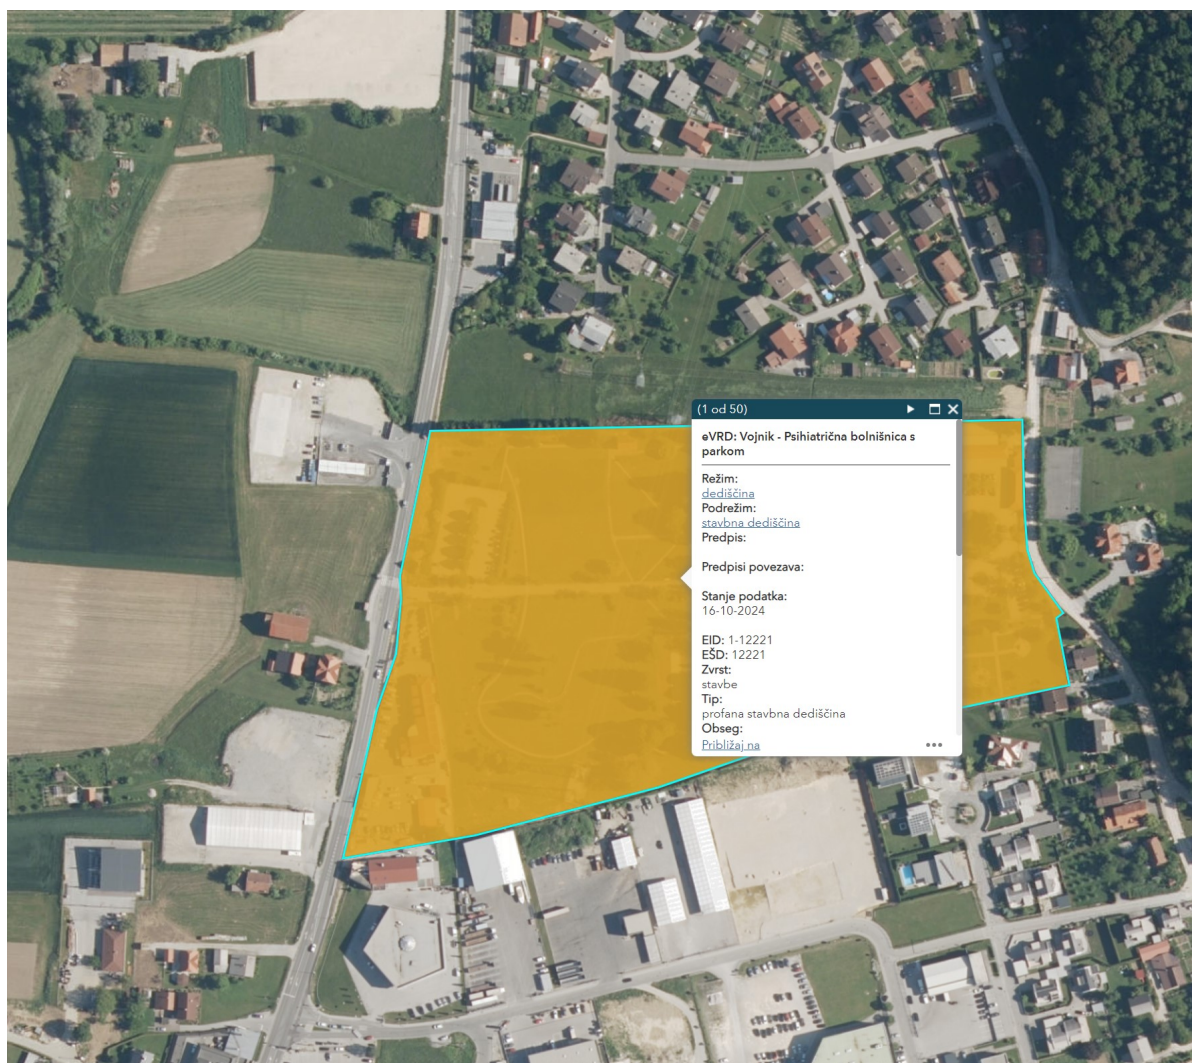 (1 od 50)
eVRD: Vojnik - Psihiatrična bolnišnica s
parkom
Režim:
dediščina
Podrežim:
stavbna dediščina
Predpis:
Predpisi povezava:
Stanje podatka:
16-10-2024
EID: 1-12221
EŠD: 12221
Zvrst:
stavbe
Tip:
profana stavbna dediščina
Obseg:
Približaj na